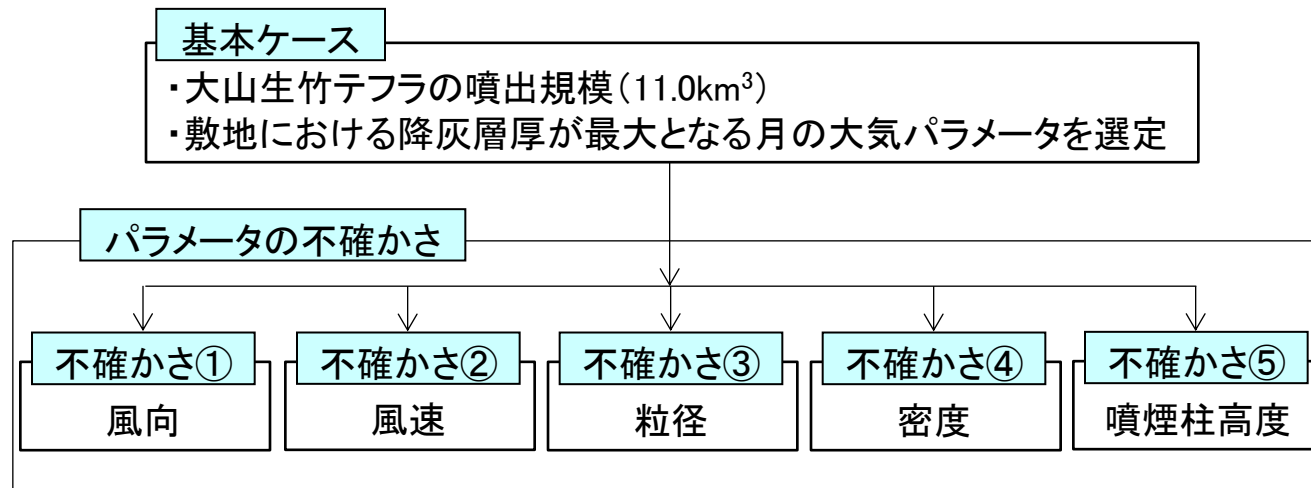 基本ケース
・大山生竹テフラの噴出規模（11.0km³）
・敷地における降灰層厚が最大となる月の大気パラメータを選定
パラメータの不確かさ
不確かさ①
風向
不確かさ②
風速
不確かさ③
粒径
不確かさ④
密度
不確かさ⑤
噴煙柱高度